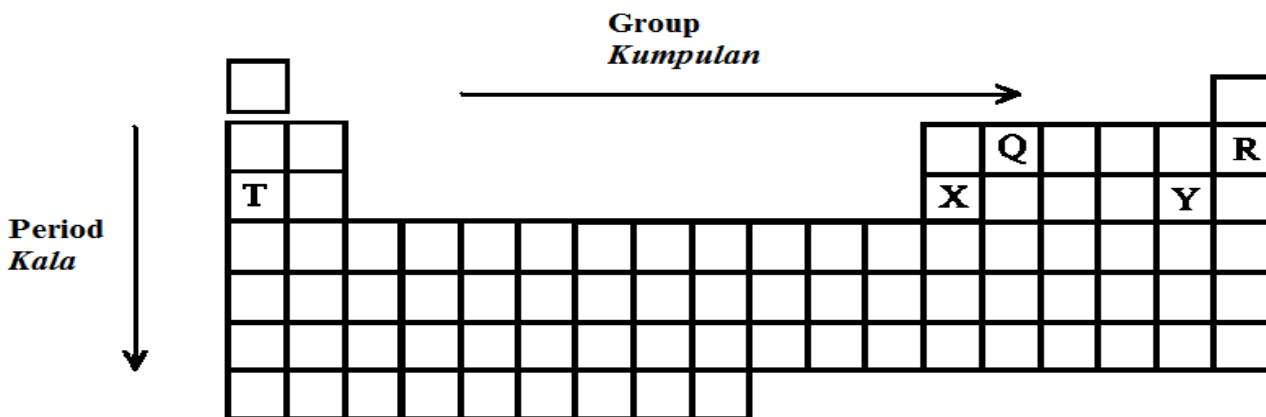 Group
Kumpulan
Q
R
T
X
Y
Period
Kala